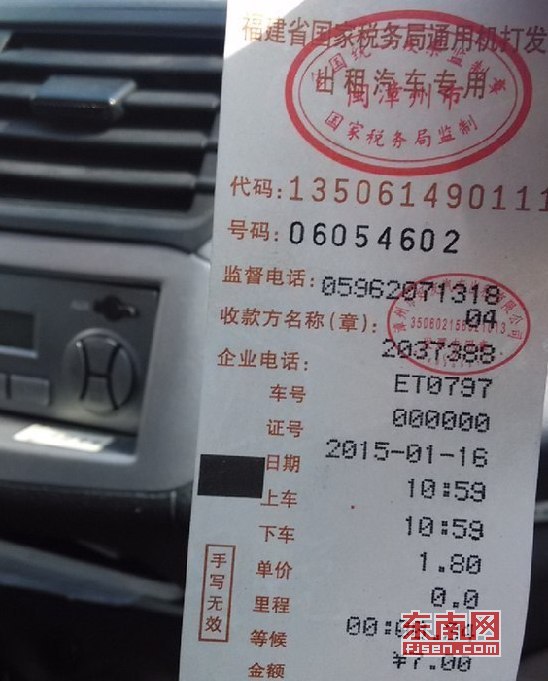 福建省国家税务局通用机打发
出租汽车专用
闽漳州市
国家税务局监制
代码:135061490111
号码:06054602
监督电话:05962071318
收款方名称(章): 04
企业电话: 2037388
车号 ET0797
证号 000000
日期 2015-01-16
上车 10:59
下车 10:59
单价 1.80
里程 0.0
等候 00:0
金额 ¥7.00
手写无效
东南网
fjsen.com